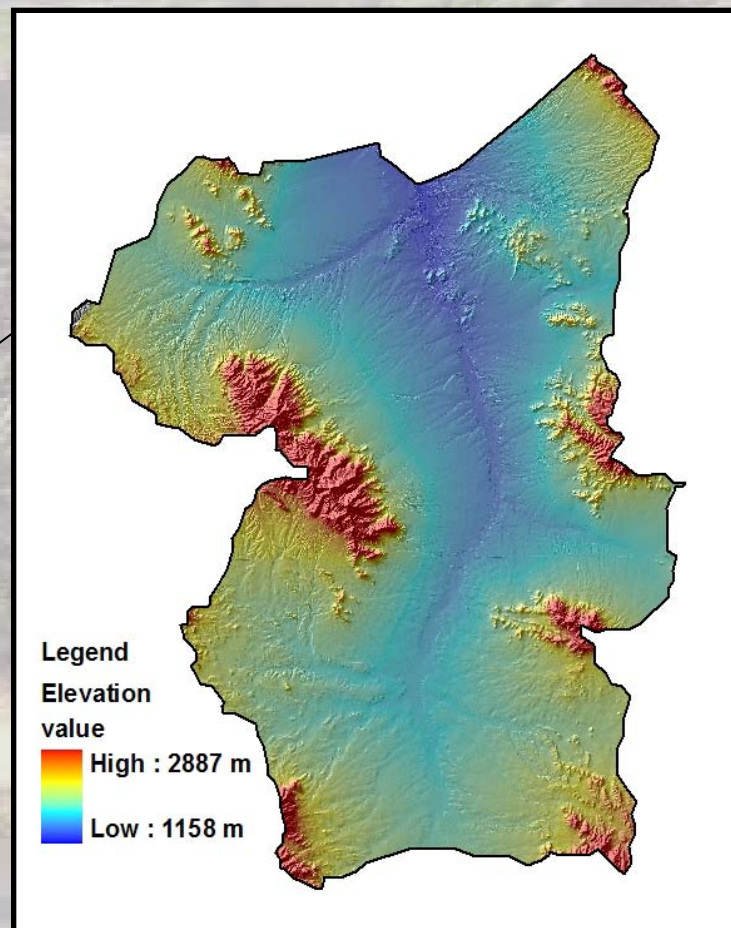 Legend
Elevation
value
High : 2887 m
Low : 1158 m